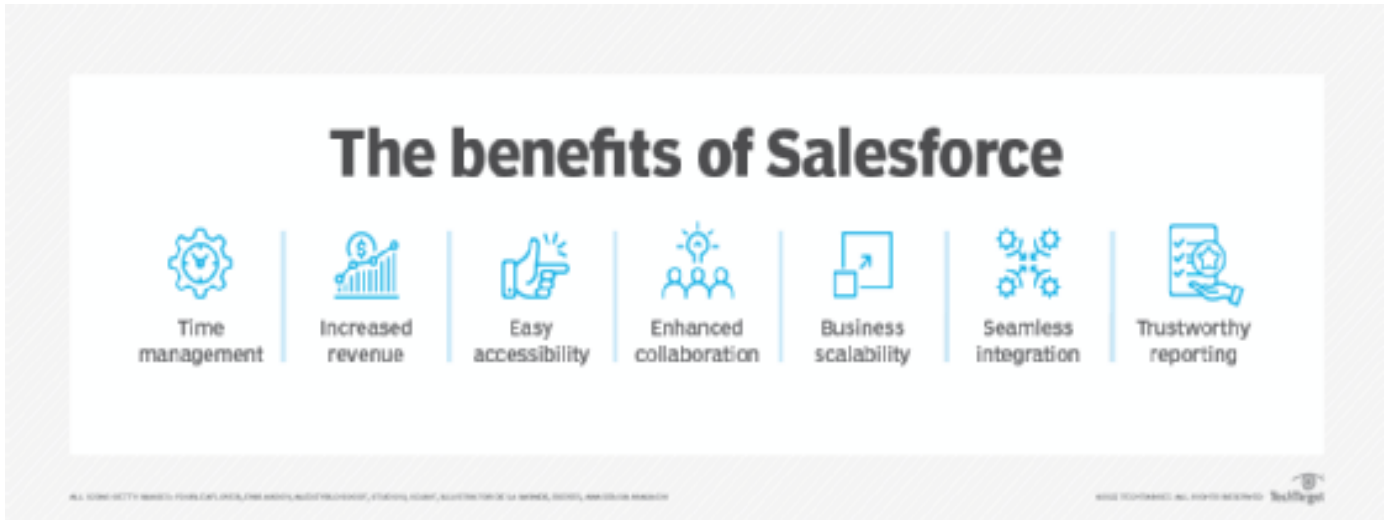 The benefits of Salesforce
Time
management
Increased
revenue
Easy
accessibility
Enhanced
collaboration
Business
scalability
Seamless
integration
Trustworthy
reporting
TechTarget